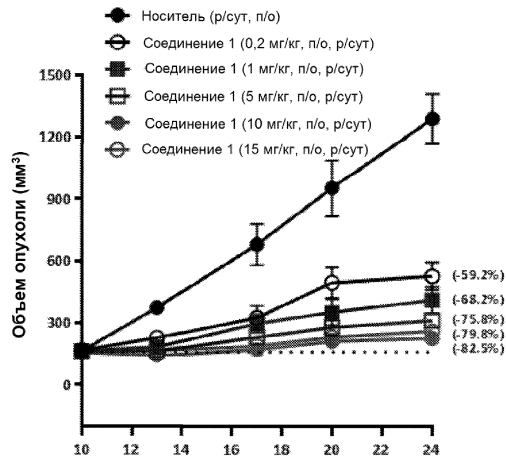 Носитель (р/сут, п/о)
Соединение 1 (0,2 мг/кг, п/о, р/сут)
Соединение 1 (1 мг/кг, п/о, р/сут)
Соединение 1 (5 мг/кг, п/о, р/сут)
Соединение 1 (10 мг/кг, п/о, р/сут)
Соединение 1 (15 мг/кг, п/о, р/сут)
Объем опухоли (мм³)
1500
1200
900
600
300
0
(-59.2%)
(-68.2%)
(-75.8%)
(-79.8%)
(-82.5%)
10 12 14 16 18 20 22 24